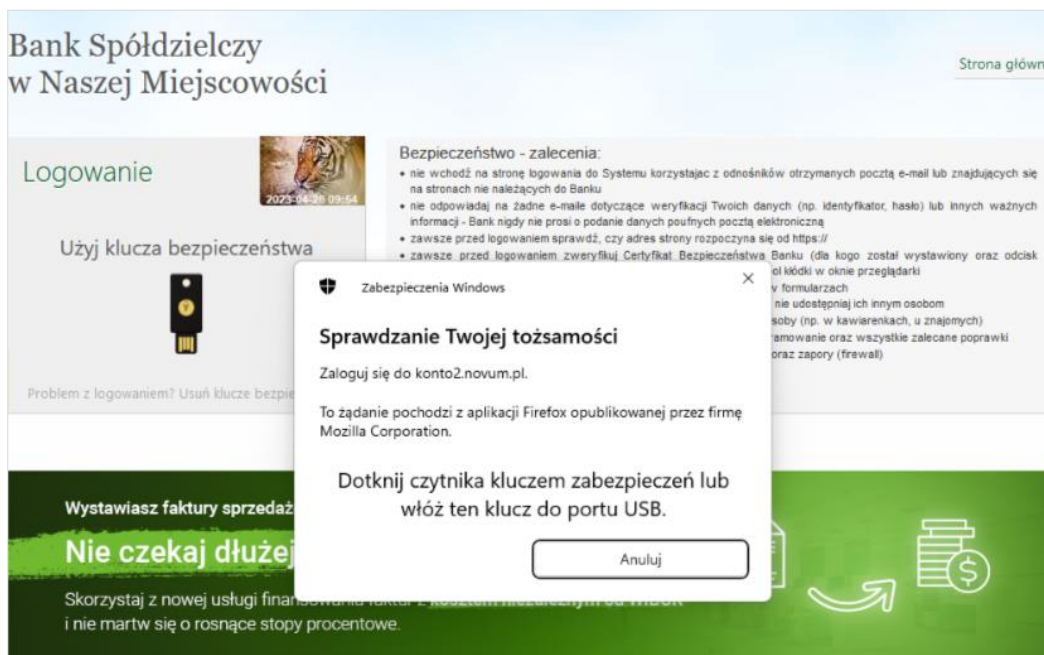 Bank Spółdzielczy
w Naszej Miejscowości
Strona główn
Logowanie
2023-04-26 09:54
Użyj klucza bezpieczeństwa
Problem z logowaniem? Usuń klucze bezpie
Bezpieczeństwo - zalecenia:
• nie wchodź na stronę logowania do Systemu korzystajac z odnośników otrzymanych pocztą e-mail lub znajdujących się
na stronach nie należących do Banku
• nie odpowiadaj na żadne e-maile dotyczące weryfikacji Twoich danych (np. identyfikator, hasło) lub innych ważnych
informacji - Bank nigdy nie prosi o podanie danych poufnych pocztą elektroniczną
• zawsze przed logowaniem sprawdź, czy adres strony rozpoczyna się od https://
• zawsze przed logowaniem zweryfikuj Certyfikat Bezpieczeństwa Banku (dla kogo został wystawiony oraz odcisk
ol kłódki w oknie przeglądarki
w formularzach
nie udostępniaj ich innym osobom
soby (np. w kawiarenkach, u znajomych)
ramowanie oraz wszystkie zalecane poprawki
oraz zapory (firewall)
Zabezpieczenia Windows
Sprawdzanie Twojej tożsamości
Zaloguj się do konto2.novum.pl.
To żądanie pochodzi z aplikacji Firefox opublikowanej przez firmę
Mozilla Corporation.
Dotknij czytnika kluczem zabezpieczeń lub
włóż ten klucz do portu USB.
Anuluj
Wystawiasz faktury sprzedaż
Nie czekaj dłużej
Skorzystaj z nowej usługi finansowania faktur z kosztem niezależnym od WIBOR
i nie martw się o rosnące stopy procentowe.